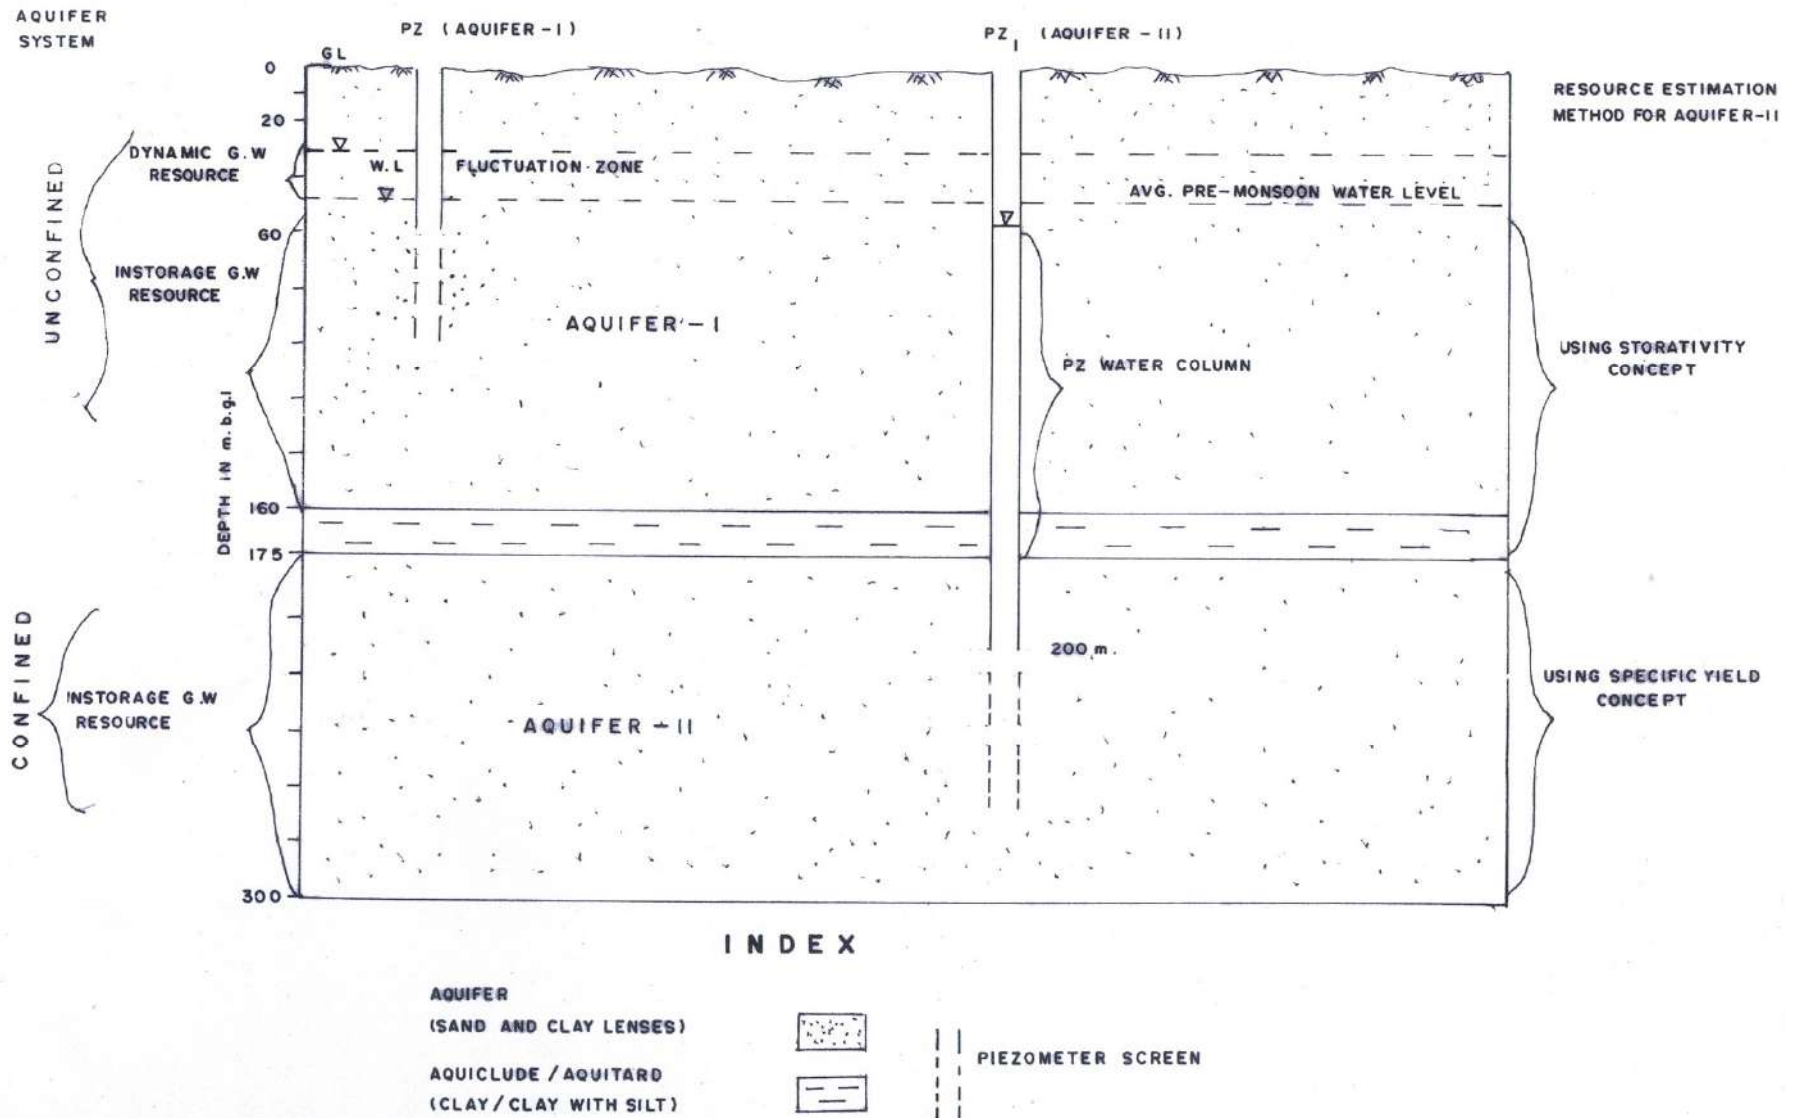 AQUIFER
SYSTEM
PZ (AQUIFER-I)
PZ I (AQUIFER-II)
GL
0
20
60
160
175
300
DEPTH IN m.b.g.l
RESOURCE ESTIMATION
METHOD FOR AQUIFER-II
UNCONFINED
DYNAMIC G.W
RESOURCE
W.L FLUCTUATION ZONE
AVG. PRE-MONSOON WATER LEVEL
INSTORAGE G.W
RESOURCE
AQUIFER-I
PZ WATER COLUMN
USING STORATIVITY
CONCEPT
CONFINED
INSTORAGE G.W
RESOURCE
AQUIFER-II
200 m.
USING SPECIFIC YIELD
CONCEPT
INDEX
AQUIFER
(SAND AND CLAY LENSES)
AQUICLUDE/AQUITARD
(CLAY/CLAY WITH SILT)
PIEZOMETER SCREEN